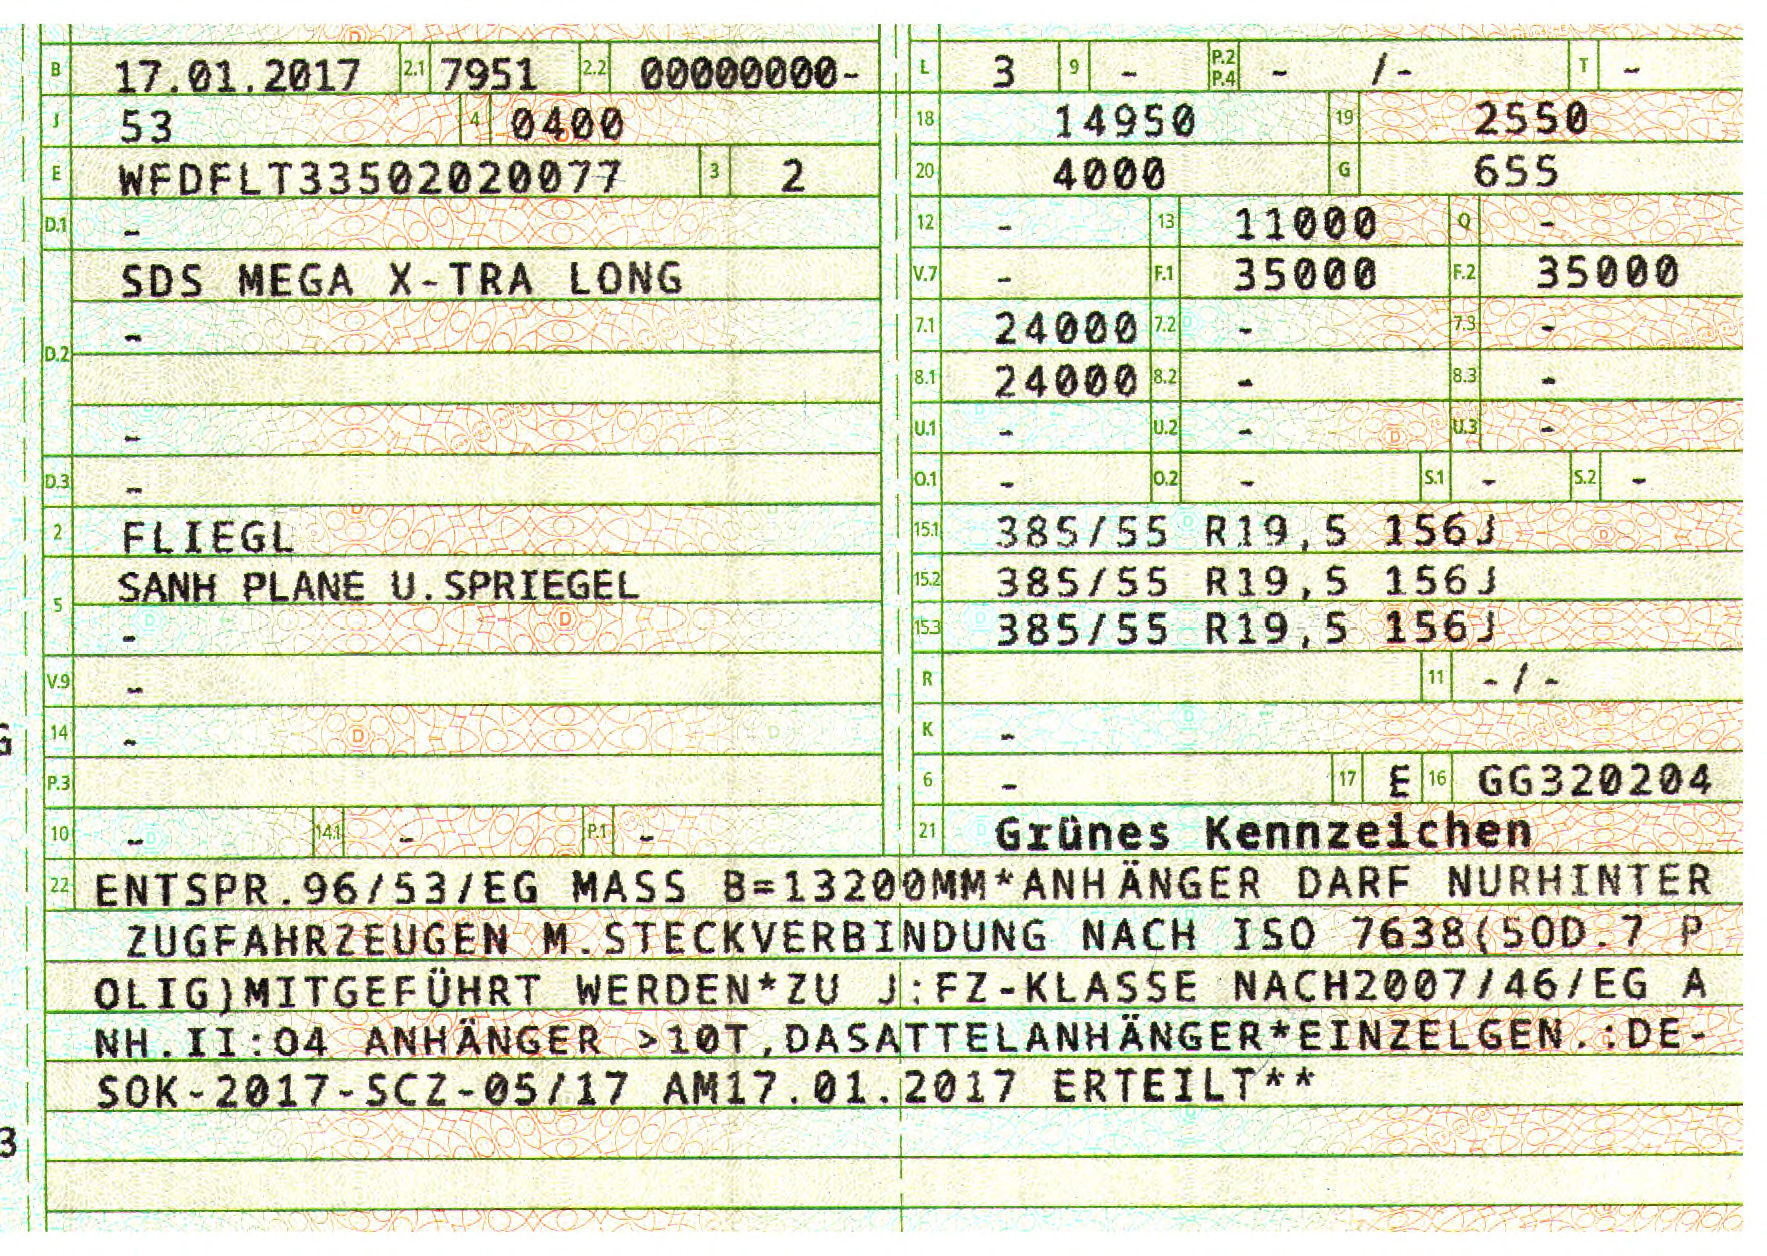 B 17.01.2017 2.1 7951 2.2 00000000-
J 53 4 0400
E WFDFLT33502020077 3 2
D.1 -
SDS MEGA X-TRA LONG
D.2 -
-
D.3 -
2 FLIEGL
5 SANH PLANE U.SPRIEGEL
-
V.9 -
14 -
P.3
10 - 14.1 - P.1 -
L 3 9 - P.2 P.4 - /- T -
18 14950 19 2550
20 4000 G 655
12 - 13 11000 Q -
V.7 - F.1 35000 F.2 35000
7.1 24000 7.2 - 7.3 -
8.1 24000 8.2 - 8.3 -
U.1 - U.2 - U.3 -
O.1 - O.2 - S.1 - S.2 -
15.1 385/55 R19,5 156J
15.2 385/55 R19,5 156J
15.3 385/55 R19,5 156J
R 11 -/-
K -
6 - 17 E 16 GG320204
21 Grünes Kennzeichen
22 ENTSPR.96/53/EG MASS B=13200MM*ANHÄNGER DARF NURHINTER
ZUGFAHRZEUGEN M.STECKVERBINDUNG NACH ISO 7638(5OD.7 P
OLIG)MITGEFÜHRT WERDEN*ZU J:FZ-KLASSE NACH2007/46/EG A
NH.II:O4 ANHÄNGER >10T,DASATTELANHÄNGER*EINZELGEN.:DE-
SOK-2017-SCZ-05/17 AM17.01.2017 ERTEILT**
G
3